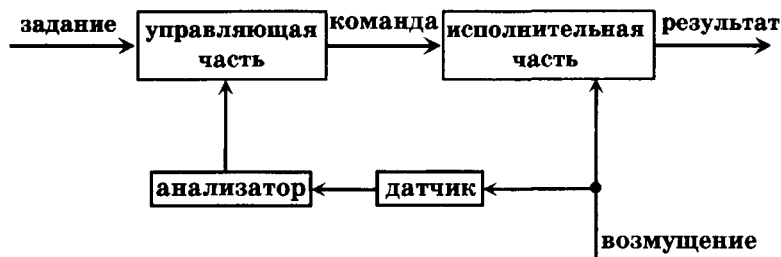 задание
управляющая
часть
команда
исполнительная
часть
результат
анализатор
датчик
возмущение